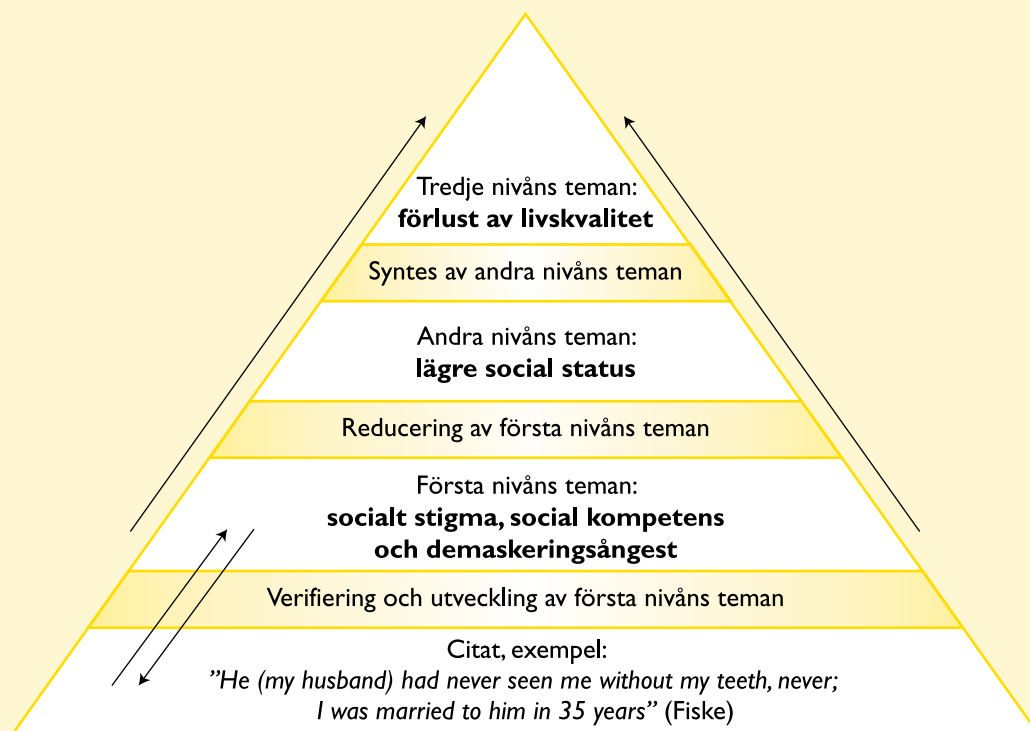 Tredje nivåns teman:
förlust av livskvalitet
Syntes av andra nivåns teman
Andra nivåns teman:
lägre social status
Reducering av första nivåns teman
Första nivåns teman:
socialt stigma, social kompetens
och demaskeringsångest
Verifiering och utveckling av första nivåns teman
Citat, exempel:
”He (my husband) had never seen me without my teeth, never;
I was married to him in 35 years” (Fiske)